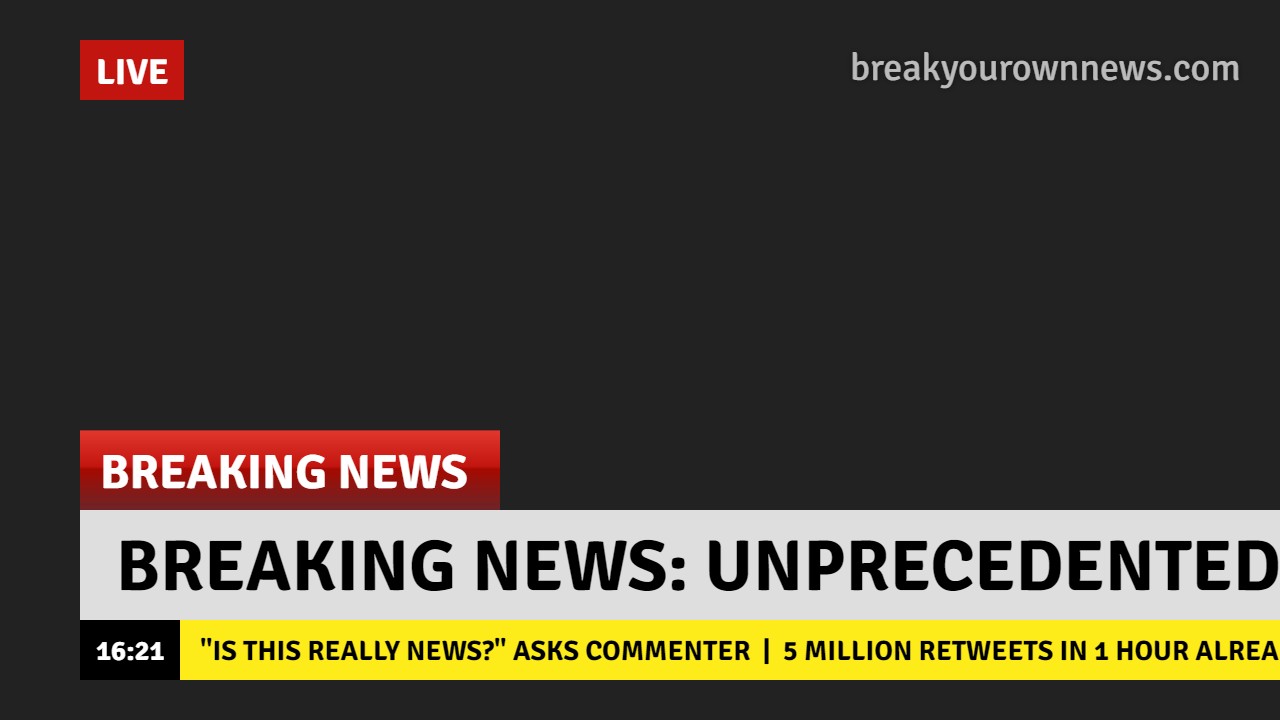 LIVE
breakyourownnews.com
BREAKING NEWS
BREAKING NEWS: UNPRECEDENTED
16:21
"IS THIS REALLY NEWS?" ASKS COMMENTER | 5 MILLION RETWEETS IN 1 HOUR ALREA